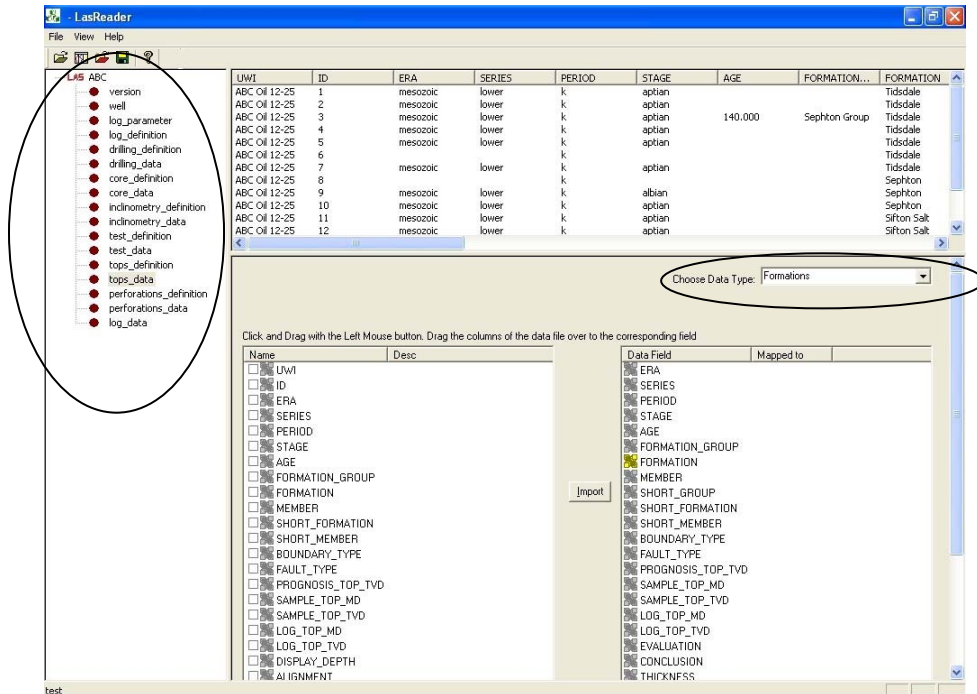 - LasReader
File View Help
LAS ABC
version
well
log_parameter
log_definition
drilling_definition
drilling_data
core_definition
core_data
inclinometry_definition
inclinometry_data
test_definition
test_data
tops_definition
tops_data
perforations_definition
perforations_data
log_data
UWI ID ERA SERIES PERIOD STAGE AGE FORMATION... FORMATION
ABC Oil 12-25 1 mesozoic lower k aptian Tidsdale
ABC Oil 12-25 2 mesozoic lower k aptian Tidsdale
ABC Oil 12-25 3 mesozoic lower k aptian 140.000 Sephton Group Tidsdale
ABC Oil 12-25 4 mesozoic lower k aptian Tidsdale
ABC Oil 12-25 5 mesozoic lower k aptian Tidsdale
ABC Oil 12-25 6 k Tidsdale
ABC Oil 12-25 7 mesozoic lower k aptian Tidsdale
ABC Oil 12-25 8 k Sephton
ABC Oil 12-25 9 mesozoic lower k albian Sephton
ABC Oil 12-25 10 mesozoic lower k aptian Sephton
ABC Oil 12-25 11 mesozoic lower k aptian Sifton Salt
ABC Oil 12-25 12 mesozoic lower k aptian Sifton Salt
Choose Data Type: Formations
Click and Drag with the Left Mouse button. Drag the columns of the data file over to the corresponding field
Name Desc
UWI
ID
ERA
SERIES
PERIOD
STAGE
AGE
FORMATION_GROUP
FORMATION
MEMBER
SHORT_FORMATION
SHORT_MEMBER
BOUNDARY_TYPE
FAULT_TYPE
PROGNOSIS_TOP_TVD
SAMPLE_TOP_MD
SAMPLE_TOP_TVD
LOG_TOP_MD
LOG_TOP_TVD
DISPLAY_DEPTH
ALIGNMENT
Import
Data Field Mapped to
ERA
SERIES
PERIOD
STAGE
AGE
FORMATION_GROUP
FORMATION
MEMBER
SHORT_GROUP
SHORT_FORMATION
SHORT_MEMBER
BOUNDARY_TYPE
FAULT_TYPE
PROGNOSIS_TOP_TVD
SAMPLE_TOP_MD
SAMPLE_TOP_TVD
LOG_TOP_MD
LOG_TOP_TVD
EVALUATION
CONCLUSION
THICKNESS
test